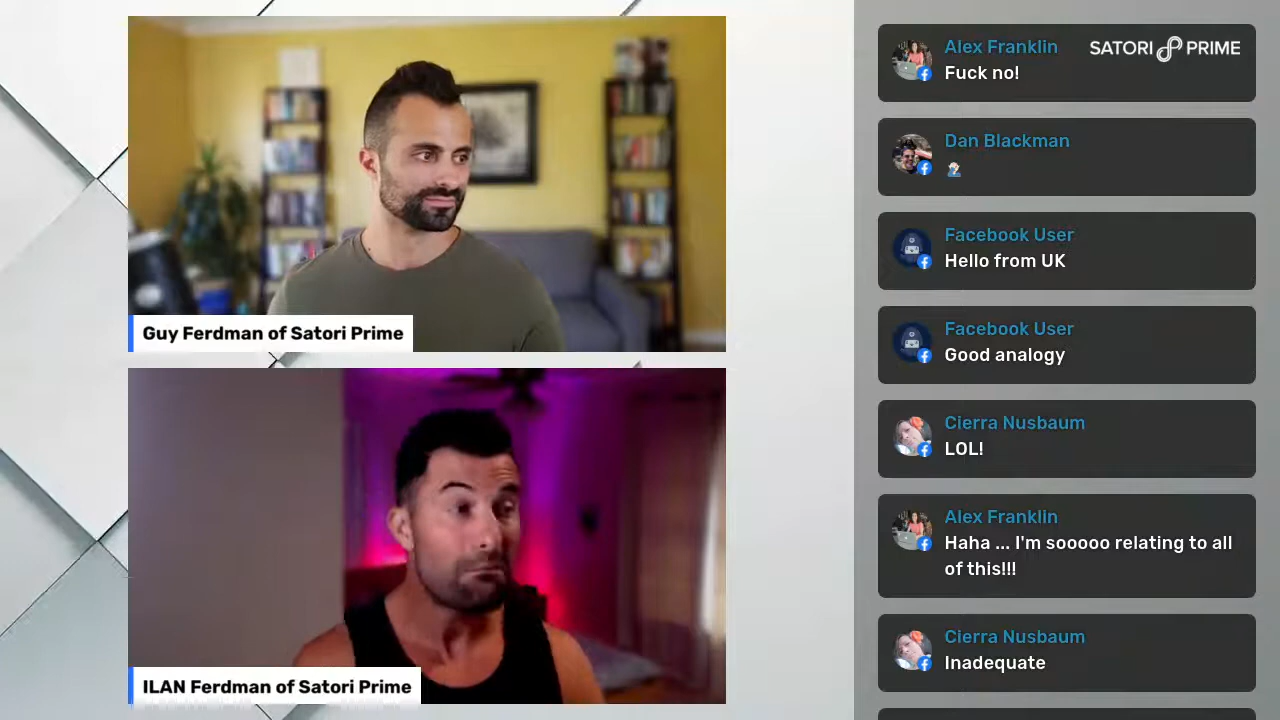 Guy Ferdman of Satori Prime
ILAN Ferdman of Satori Prime
SATORI PRIME
Alex Franklin
Fuck no!
Dan Blackman
Facebook User
Hello from UK
Facebook User
Good analogy
Cierra Nusbaum
LOL!
Alex Franklin
Haha ... I'm sooooo relating to all
of this!!!
Cierra Nusbaum
Inadequate